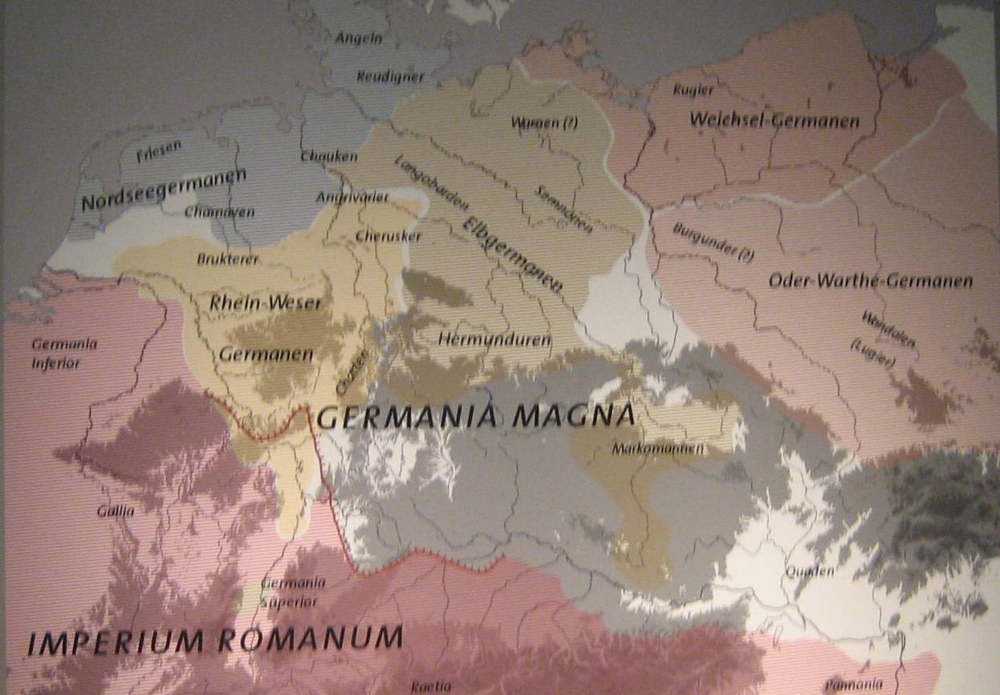 Angeln
Reudigner
Rugier
Warnen (?)
Weichsel-Germanen
Friesen
Chauken
Langobarden
Nordseegermanen
Angrivarier
Semnonen
Chamaven
Cherusker
Elbgermanen
Burgunder (?)
Brukterer
Oder-Warthe-Germanen
Rhein-Weser
Germanen
Germania
Inferior
Hermunduren
Wandalen
(Lugier)
Chatten
GERMANIA MAGNA
Markomannen
Gallia
Quaden
Germania
Superior
IMPERIUM ROMANUM
Raetia
Pannonia